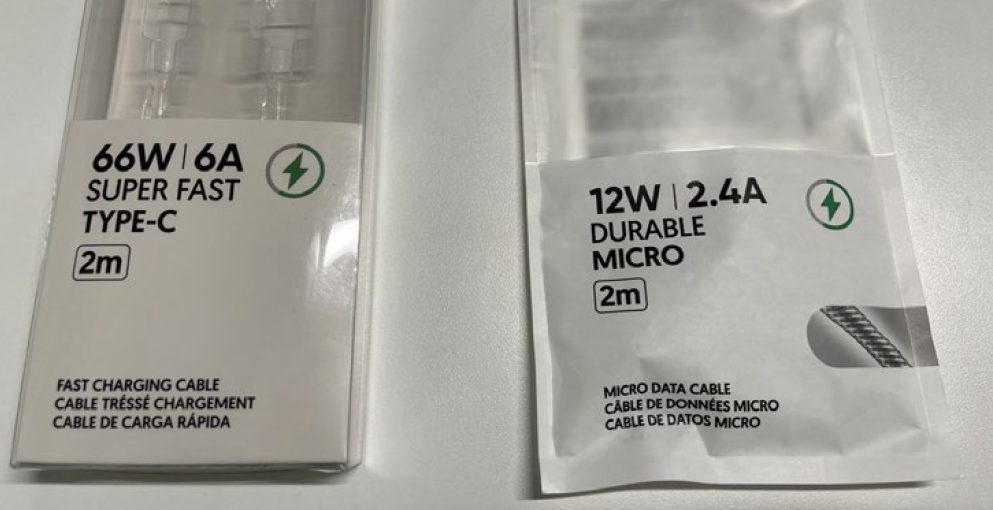 66W | 6A
SUPER FAST
TYPE-C
2m
FAST CHARGING CABLE
CABLE TRÉSSÉ CHARGEMENT
CABLE DE CARGA RÁPIDA
12W | 2.4A
DURABLE
MICRO
2m
MICRO DATA CABLE
CÂBLE DE DONNÉES MICRO
CABLE DE DATOS MICRO